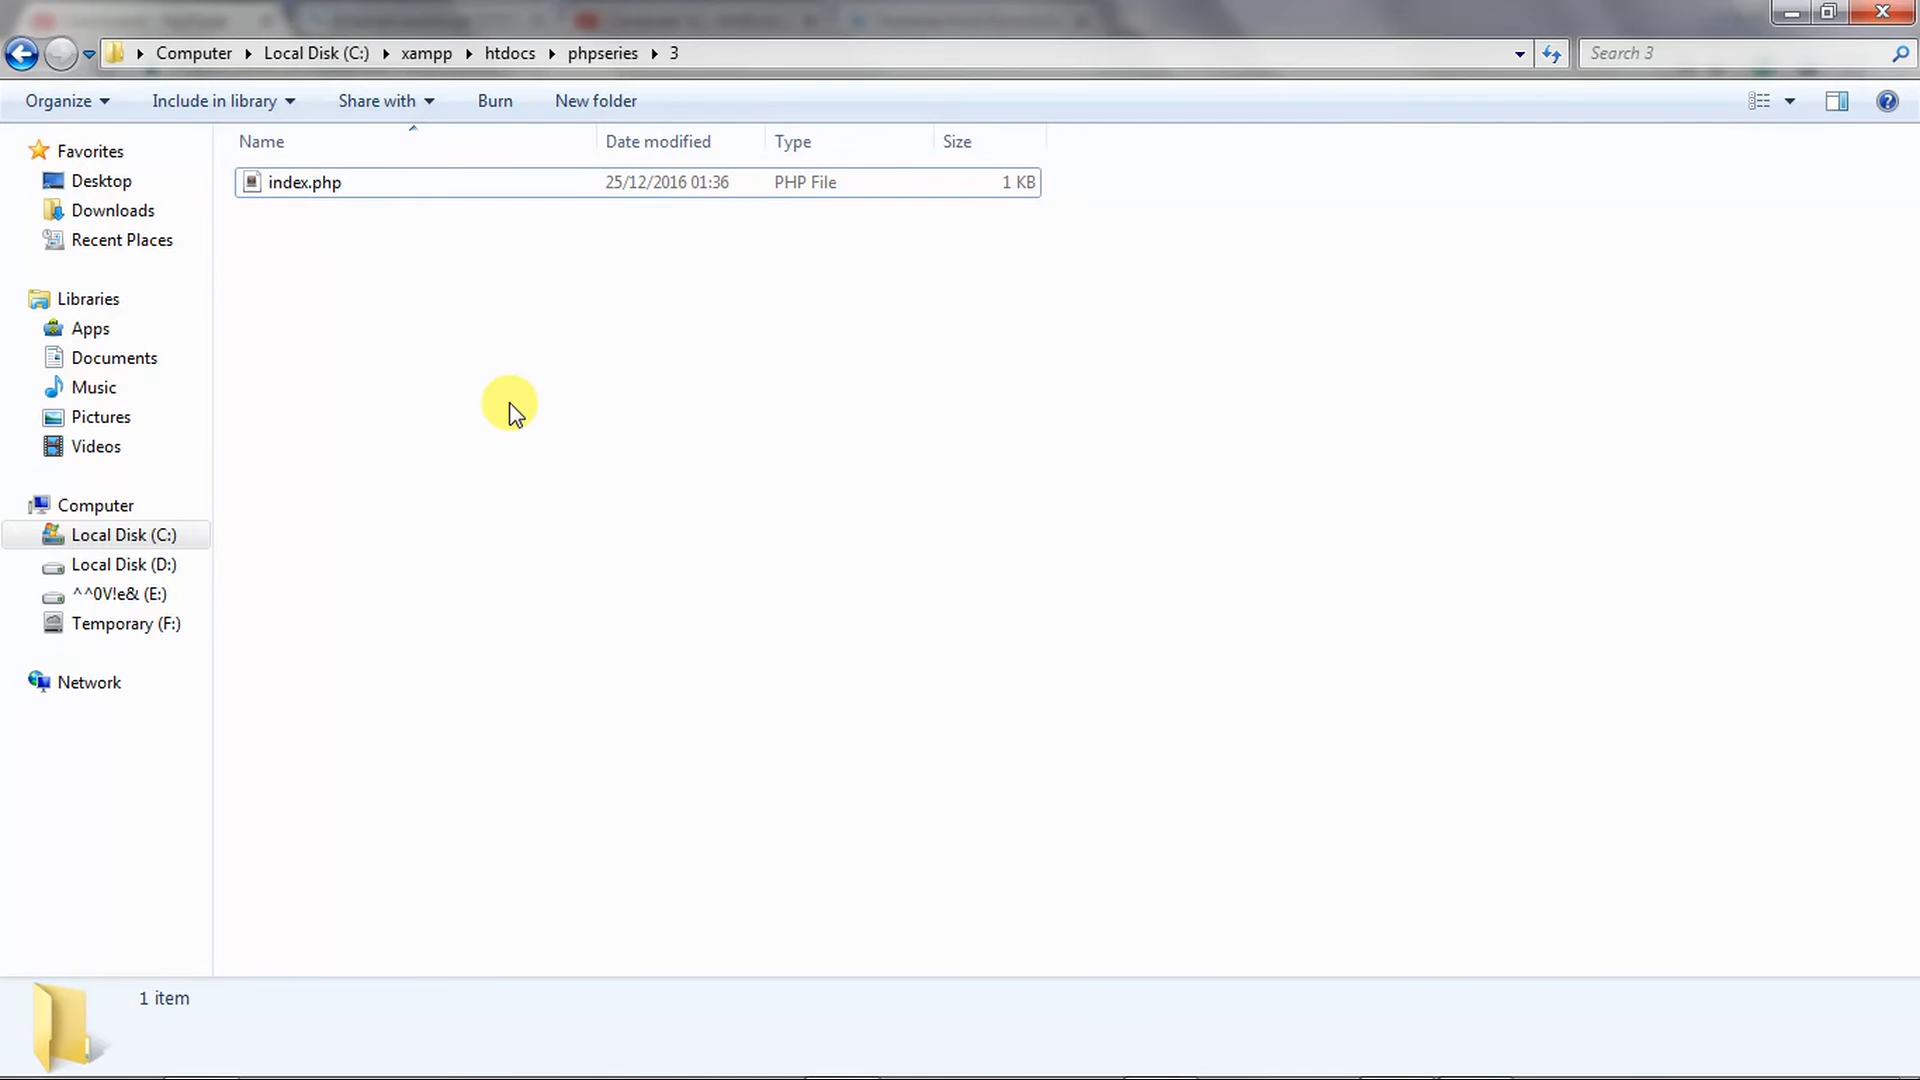 Computer Local Disk (C:) xampp htdocs phpseries 3
Search 3
Organize Include in library Share with Burn New folder
Name Date modified Type Size
index.php 25/12/2016 01:36 PHP File 1 KB
Favorites
Desktop
Downloads
Recent Places
Libraries
Apps
Documents
Music
Pictures
Videos
Computer
Local Disk (C:)
Local Disk (D:)
^^0V!e& (E:)
Temporary (F:)
Network
1 item